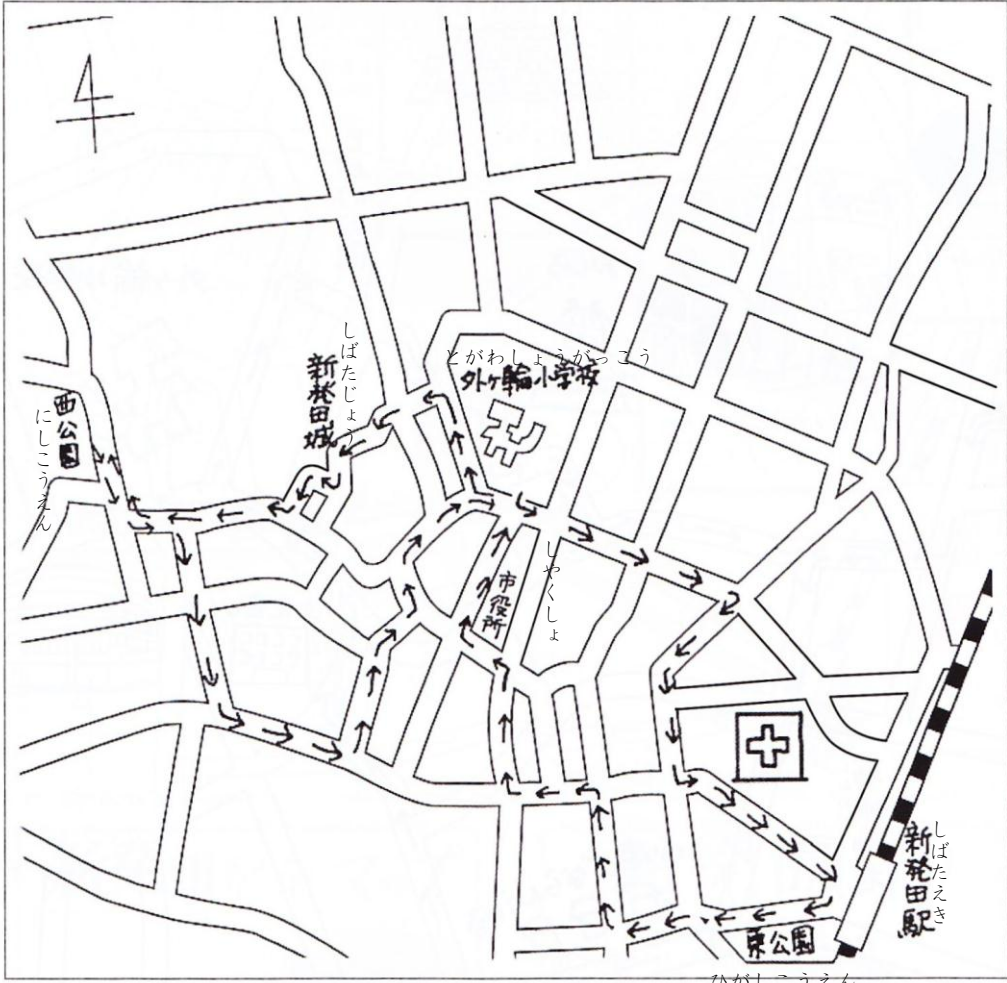 しばたじょう
新発田城
とがわしょうがっこう
外ヶ輪小学校
西公園
にしこうえん
市役所
しやくしょ
しばたえき
新発田駅
東公園
ひがしこうえん